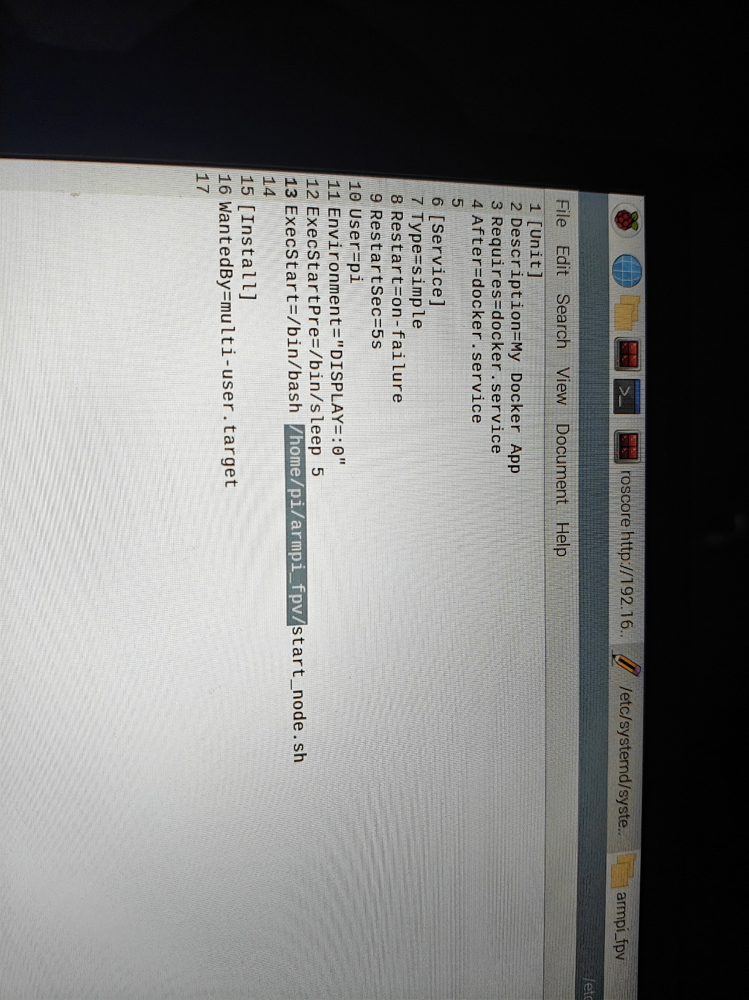 roscore http://192.16.. /etc/systemd/syste... armpi_fpv
/etc
File Edit Search View Document Help
1 [Unit]
2 Description=My Docker App
3 Requires=docker.service
4 After=docker.service
5
6 [Service]
7 Type=simple
8 Restart=on-failure
9 RestartSec=5s
10 User=pi
11 Environment="DISPLAY=:0"
12 ExecStartPre=/bin/sleep 5
13 ExecStart=/bin/bash /home/pi/armpi_fpv/start_node.sh
14
15 [Install]
16 WantedBy=multi-user.target
17